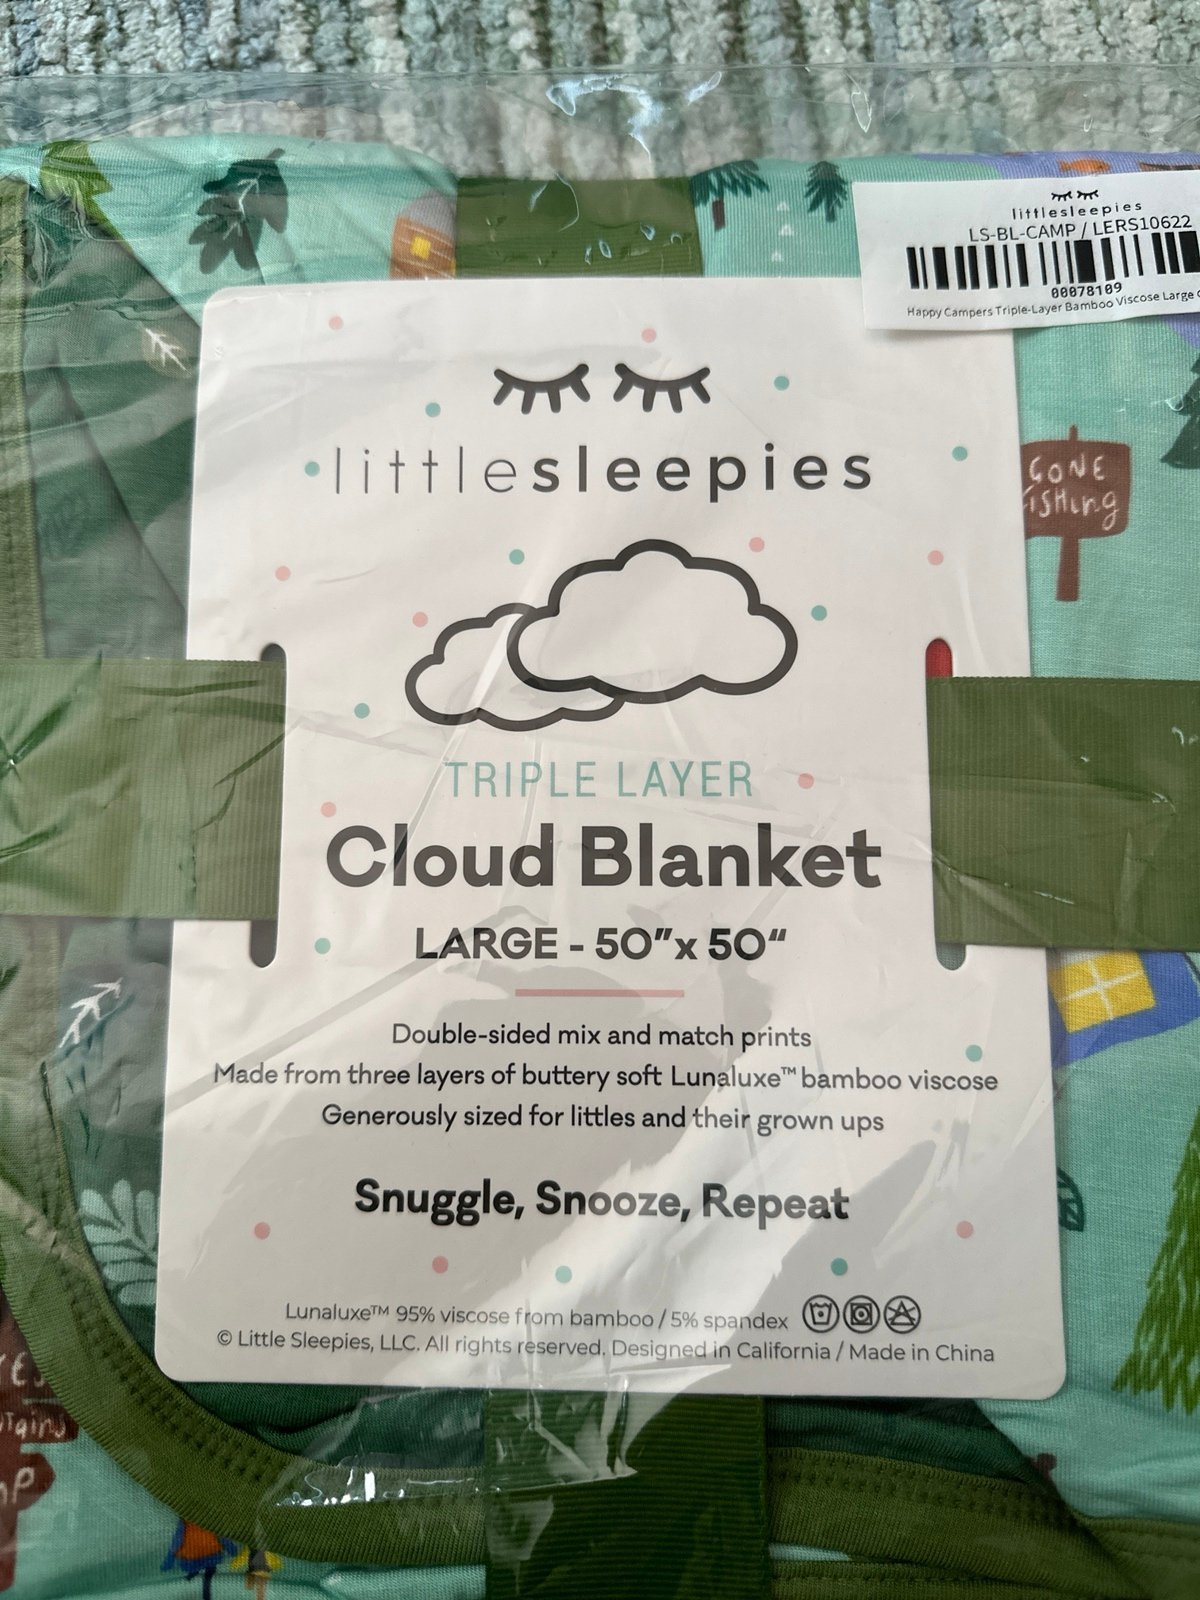 littlesleepies
LS-BL-CAMP / LERS10622
00078109
Happy Campers Triple-Layer Bamboo Viscose Large
littlesleepies
GONE
FISHING
TRIPLE LAYER
Cloud Blanket
LARGE - 50”x 50“
Double-sided mix and match prints
Made from three layers of buttery soft Lunaluxe™ bamboo viscose
Generously sized for littles and their grown ups
Snuggle, Snooze, Repeat
Lunaluxe™ 95% viscose from bamboo / 5% spandex
© Little Sleepies, LLC. All rights reserved. Designed in California / Made in China